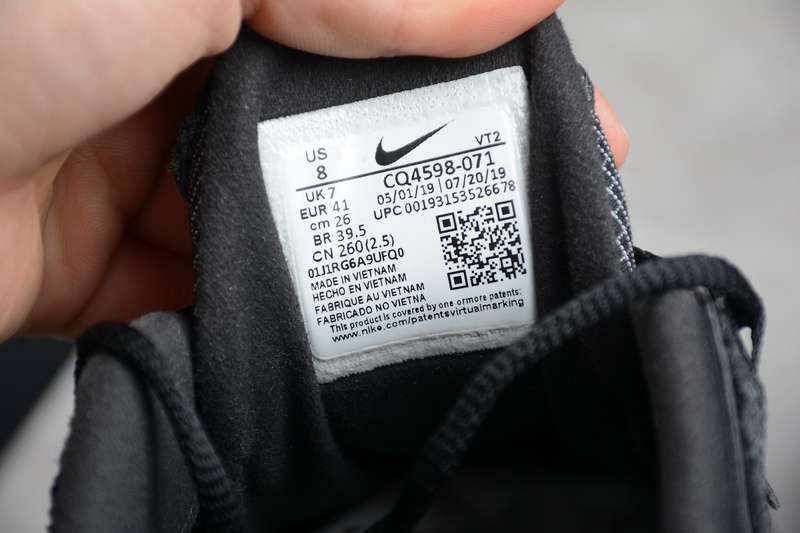 US
8
VT2
CQ4598-071
UK 7
05/01/19 | 07/20/19
EUR 41
UPC 00193153526678
cm 26
BR 39.5
CN 260(2.5)
01J1RG6A9UFQ0
MADE IN VIETNAM
HECHO EN VIETNAM
FABRIQUE AU VIETNAM
FABRICADO NO VIETNA
This product is covered by one ormore patents:
www.nike.com/patentsvirtualmarking